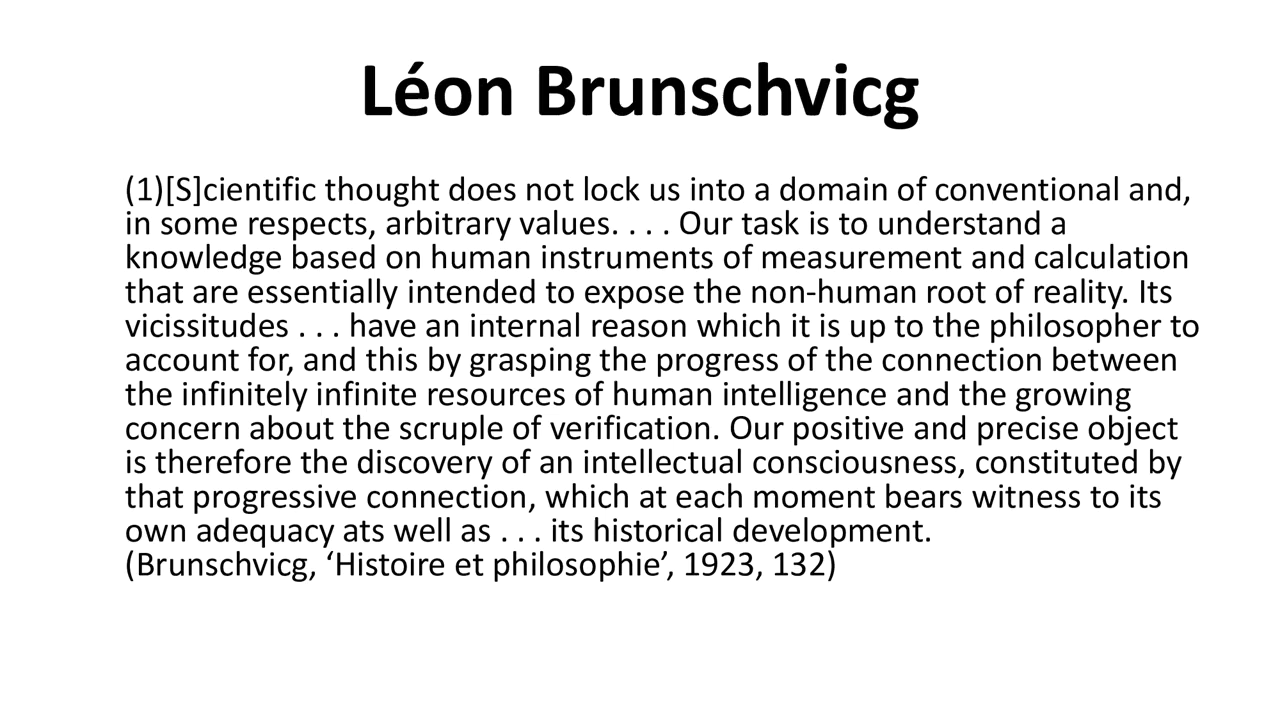 Léon Brunschvicg
(1)[S]cientific thought does not lock us into a domain of conventional and,
in some respects, arbitrary values. . . . Our task is to understand a
knowledge based on human instruments of measurement and calculation
that are essentially intended to expose the non-human root of reality. Its
vicissitudes . . . have an internal reason which it is up to the philosopher to
account for, and this by grasping the progress of the connection between
the infinitely infinite resources of human intelligence and the growing
concern about the scruple of verification. Our positive and precise object
is therefore the discovery of an intellectual consciousness, constituted by
that progressive connection, which at each moment bears witness to its
own adequacy ats well as . . . its historical development.
(Brunschvicg, ‘Histoire et philosophie’, 1923, 132)